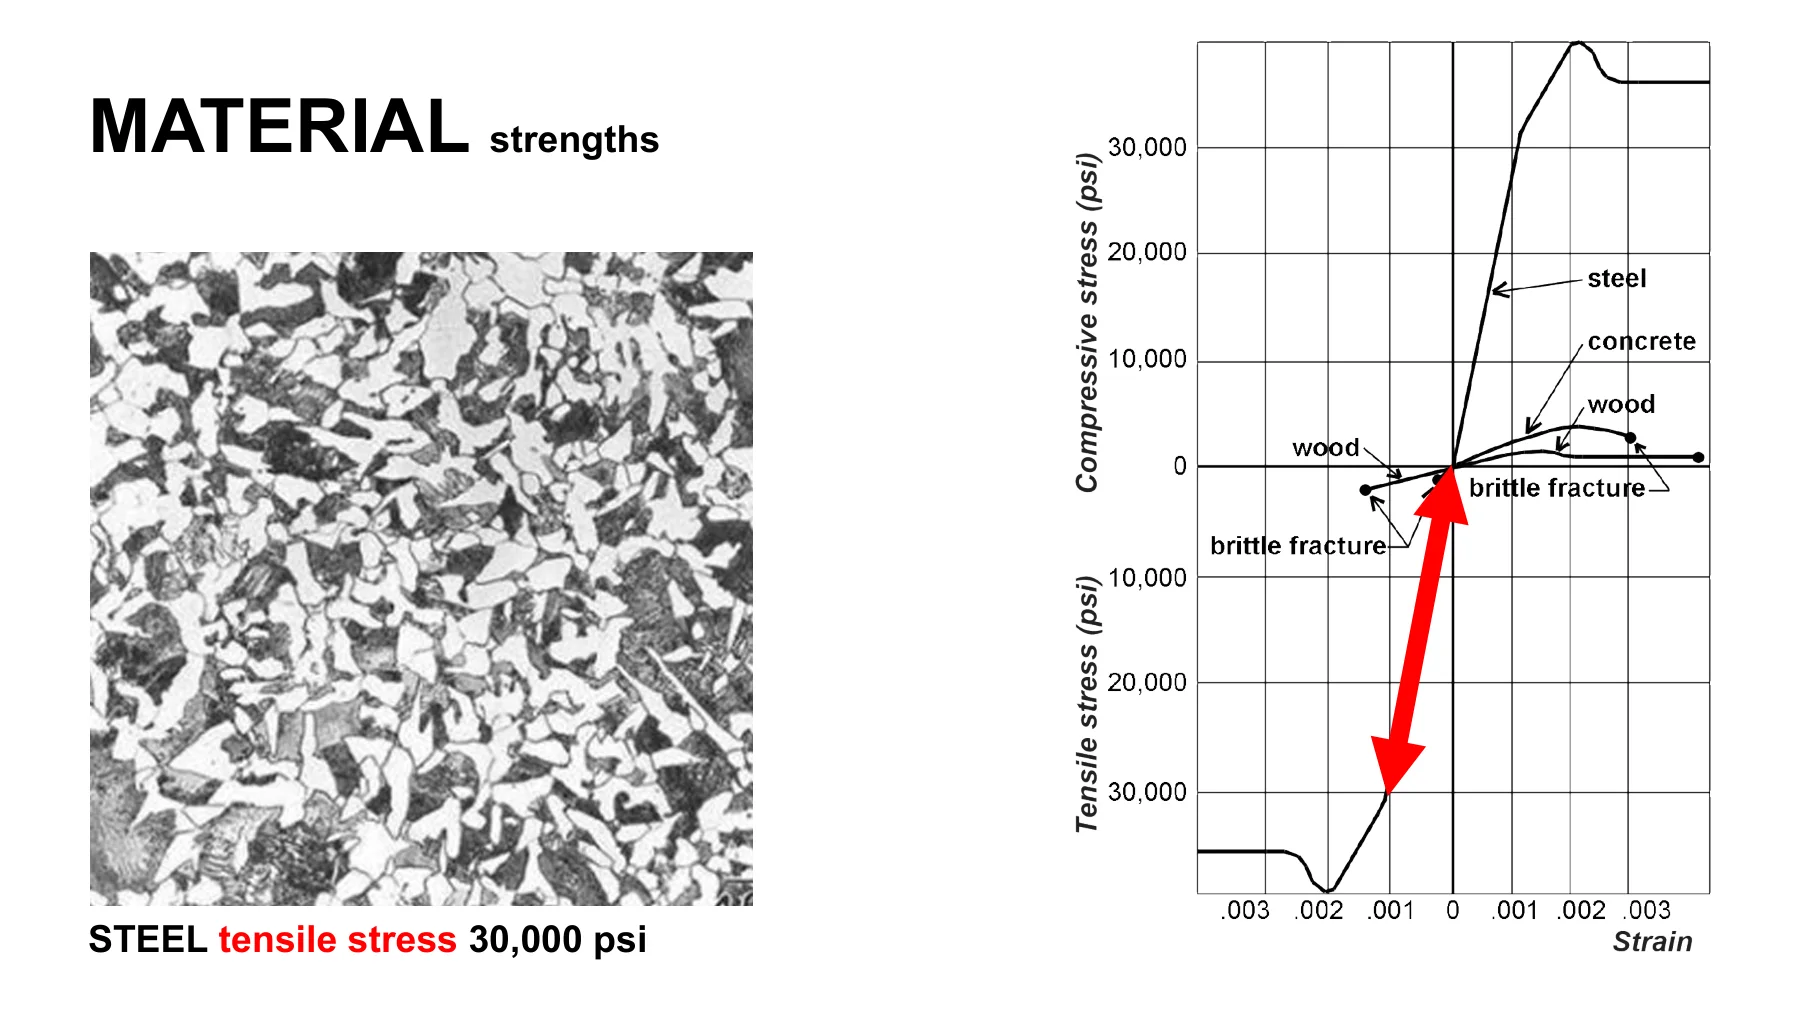 MATERIAL strengths
STEEL tensile stress 30,000 psi
Compressive stress (psi)
30,000
20,000
10,000
0
Tensile stress (psi)
10,000
20,000
30,000
steel
concrete
wood
wood
brittle fracture
brittle fracture
.003 .002 .001 0 .001 .002 .003
Strain